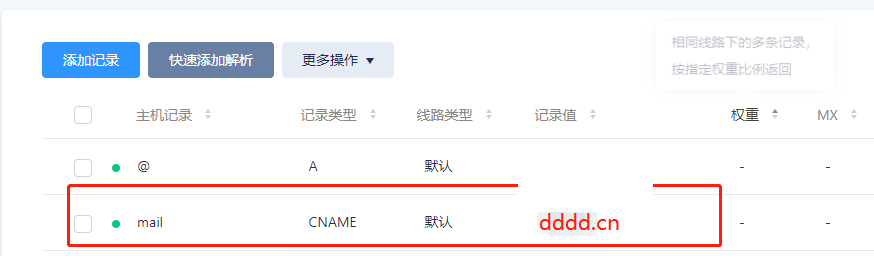 添加记录 快速添加解析 更多操作
相同线路下的多条记录，
按指定权重比例返回
主机记录 记录类型 线路类型 记录值 权重 MX
@ A 默认 - -
mail CNAME 默认 dddd.cn - -